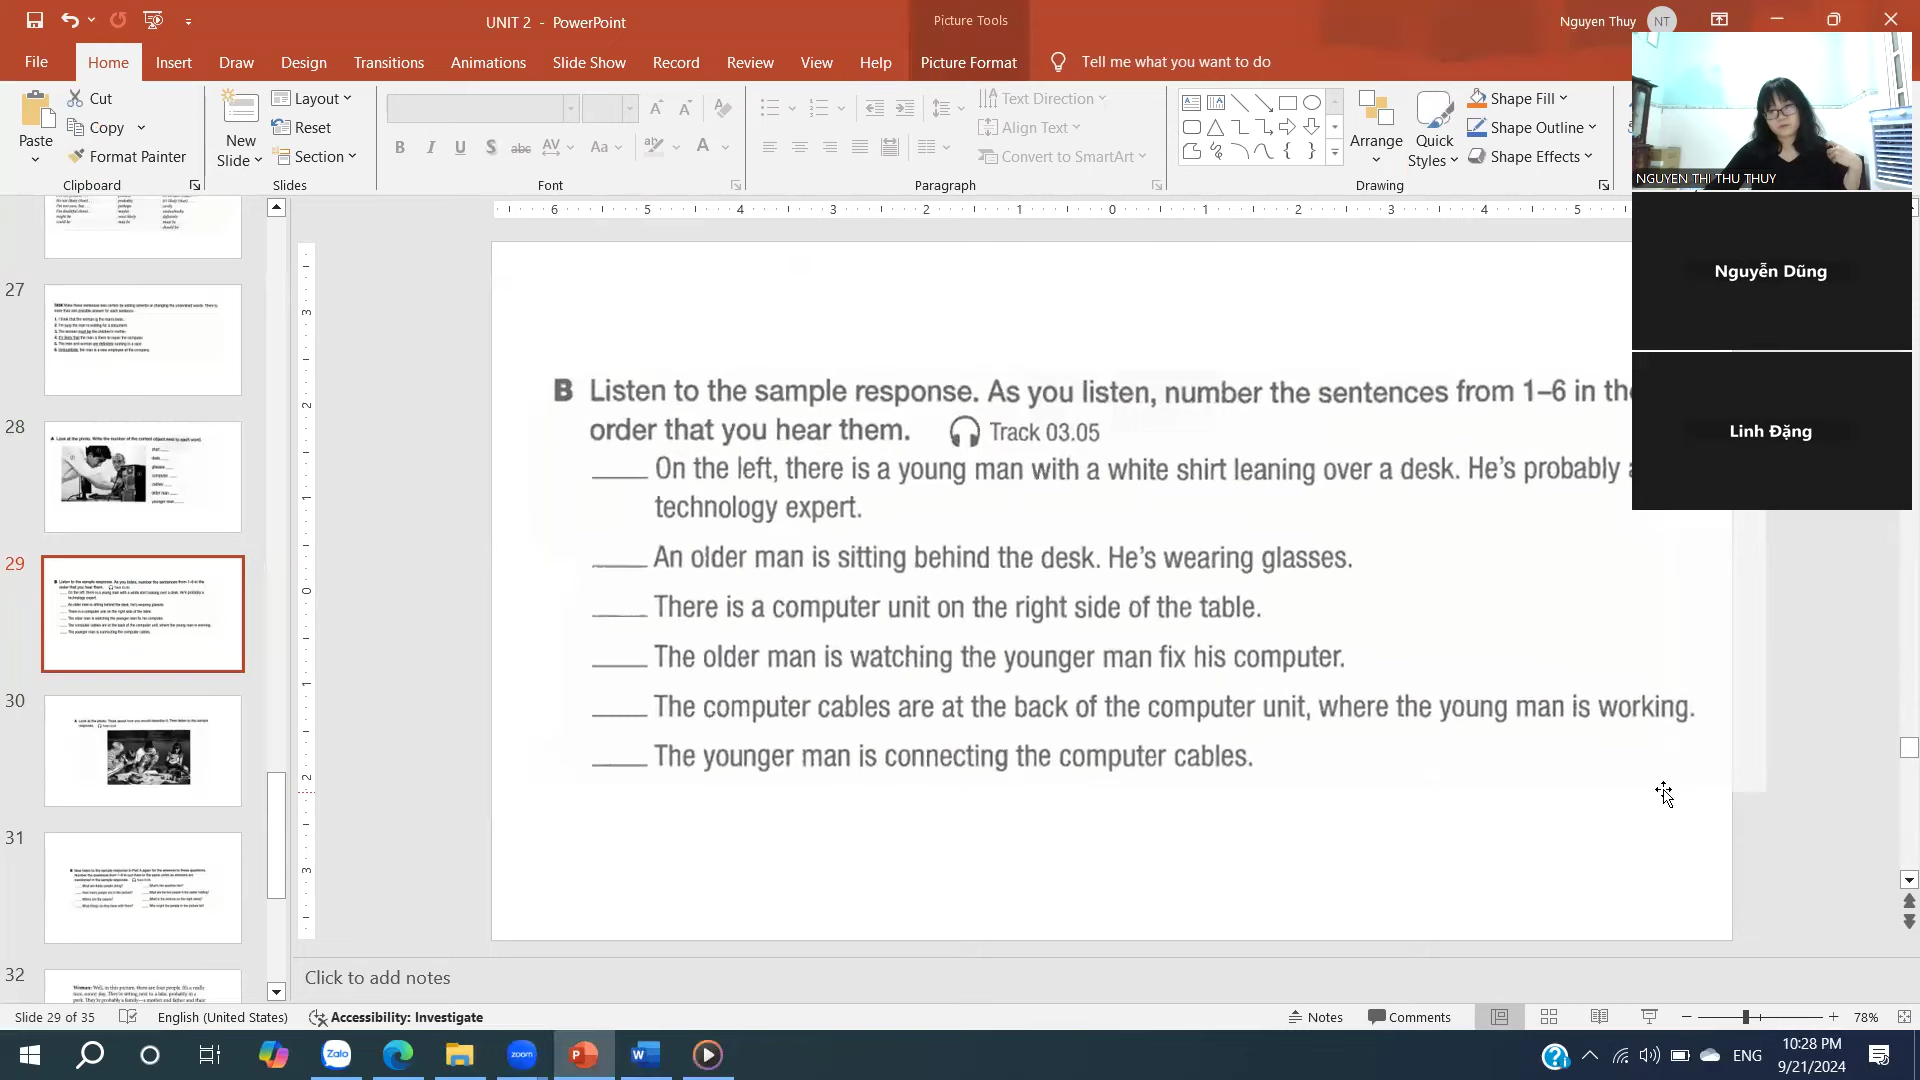 UNIT 2 - PowerPoint
Picture Tools
Nguyen Thuy
NT
File
Home
Insert
Draw
Design
Transitions
Animations
Slide Show
Record
Review
View
Help
Picture Format
Tell me what you want to do
Paste
Cut
Copy
Format Painter
Clipboard
New Slide
Layout
Reset
Section
Slides
Font
Text Direction
Align Text
Convert to SmartArt
Paragraph
Arrange
Quick Styles
Shape Fill
Shape Outline
Shape Effects
Drawing
NGUYEN THI THU THUY
Nguyễn Dũng
Linh Đặng
27
28
29
30
31
32
B Listen to the sample response. As you listen, number the sentences from 1–6 in the
order that you hear them. Track 03.05
____ On the left, there is a young man with a white shirt leaning over a desk. He's probably a
technology expert.
____ An older man is sitting behind the desk. He's wearing glasses.
____ There is a computer unit on the right side of the table.
____ The older man is watching the younger man fix his computer.
____ The computer cables are at the back of the computer unit, where the young man is working.
____ The younger man is connecting the computer cables.
Click to add notes
Slide 29 of 35
English (United States)
Accessibility: Investigate
Notes
Comments
78%
Zalo
zoom
ENG
10:28 PM
9/21/2024